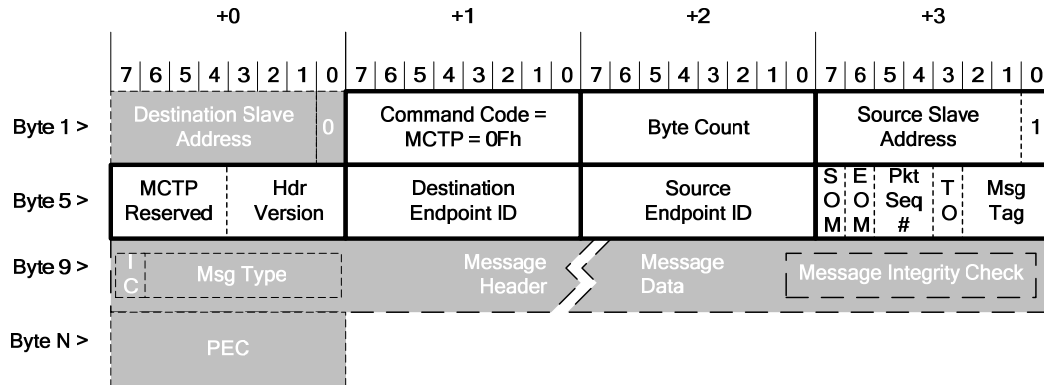 +0 +1 +2 +3
7 6 5 4 3 2 1 0 7 6 5 4 3 2 1 0 7 6 5 4 3 2 1 0 7 6 5 4 3 2 1 0
Byte 1 >
Destination Slave
Address
0
Command Code =
MCTP = 0Fh
Byte Count
Source Slave
Address
1
Byte 5 >
MCTP
Reserved
Hdr
Version
Destination
Endpoint ID
Source
Endpoint ID
S
O
M
E
O
M
Pkt
Seq
#
T
O
Msg
Tag
Byte 9 >
I
C
Msg Type
Message
Header
Message
Data
Message Integrity Check
Byte N >
PEC